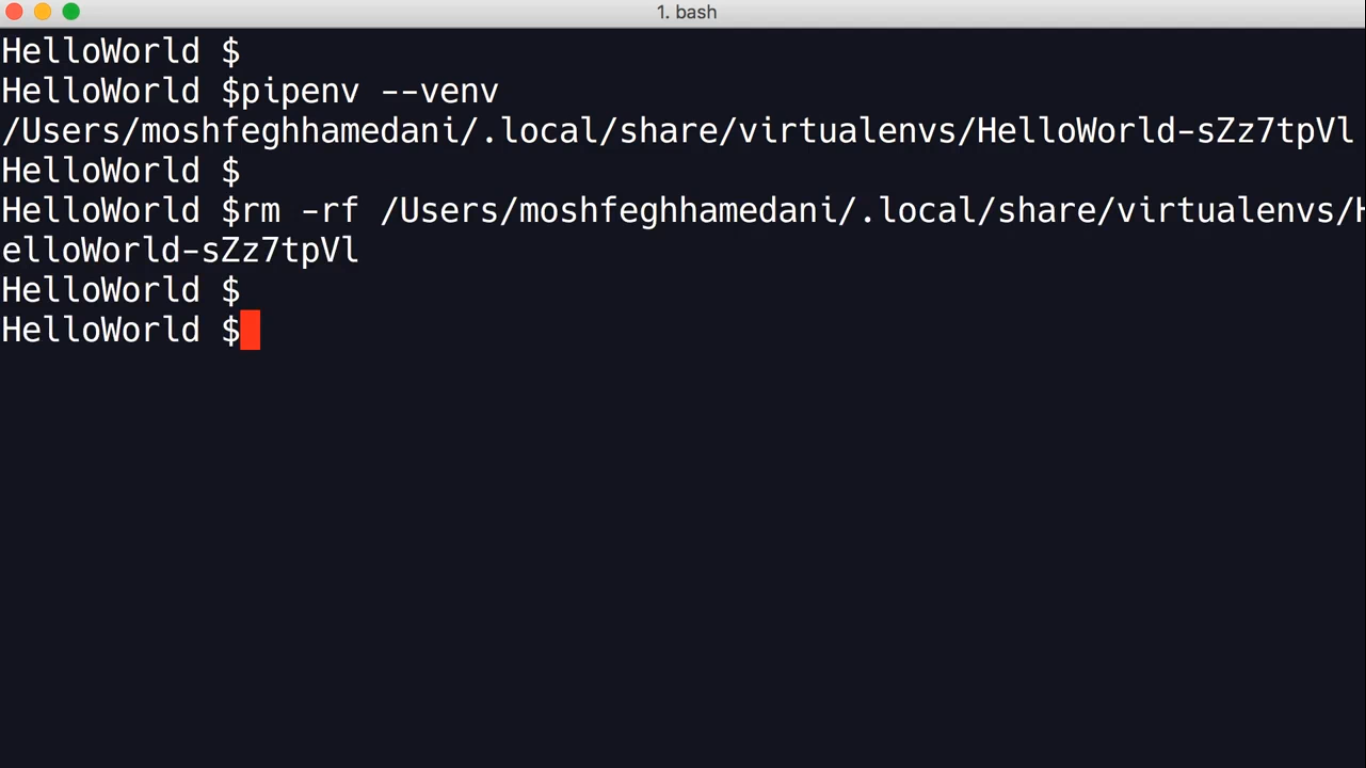 1. bash
HelloWorld $
HelloWorld $pipenv --venv
/Users/moshfeghhamedani/.local/share/virtualenvs/HelloWorld-sZz7tpVl
HelloWorld $
HelloWorld $rm -rf /Users/moshfeghhamedani/.local/share/virtualenvs/H
elloWorld-sZz7tpVl
HelloWorld $
HelloWorld $